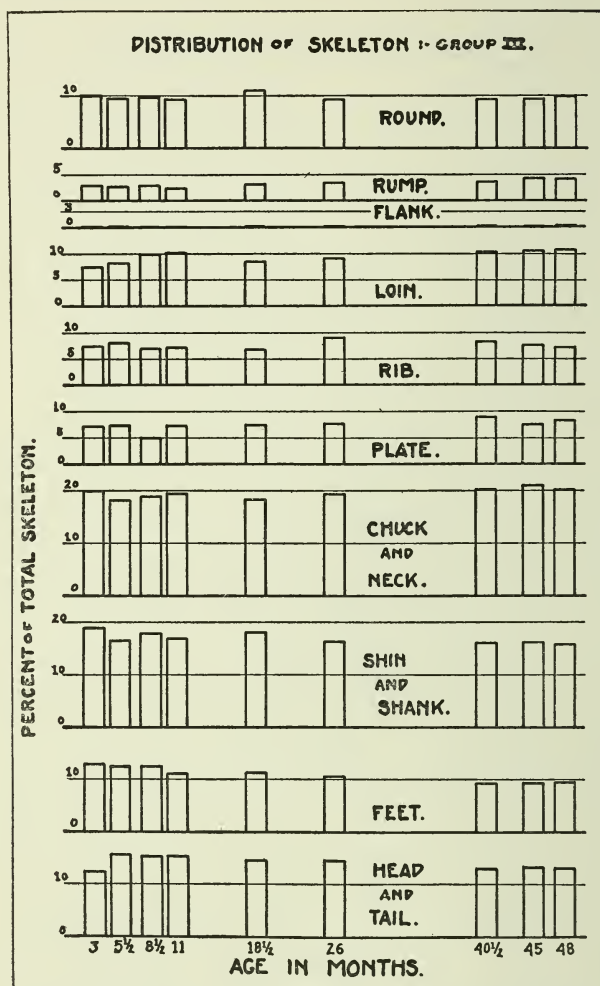 DISTRIBUTION OF SKELETON :- GROUP III.
10
0
ROUND.
5
0
RUMP.
3
0
FLANK.
10
5
0
LOIN.
10
5
0
RIB.
10
5
0
PLATE.
20
10
0
CHUCK
AND
NECK.
20
10
0
SHIN
AND
SHANK.
10
0
FEET.
10
0
HEAD
AND
TAIL.
PERCENT OF TOTAL SKELETON.
3 5½ 8½ 11 18½ 26 40½ 45 48
AGE IN MONTHS.